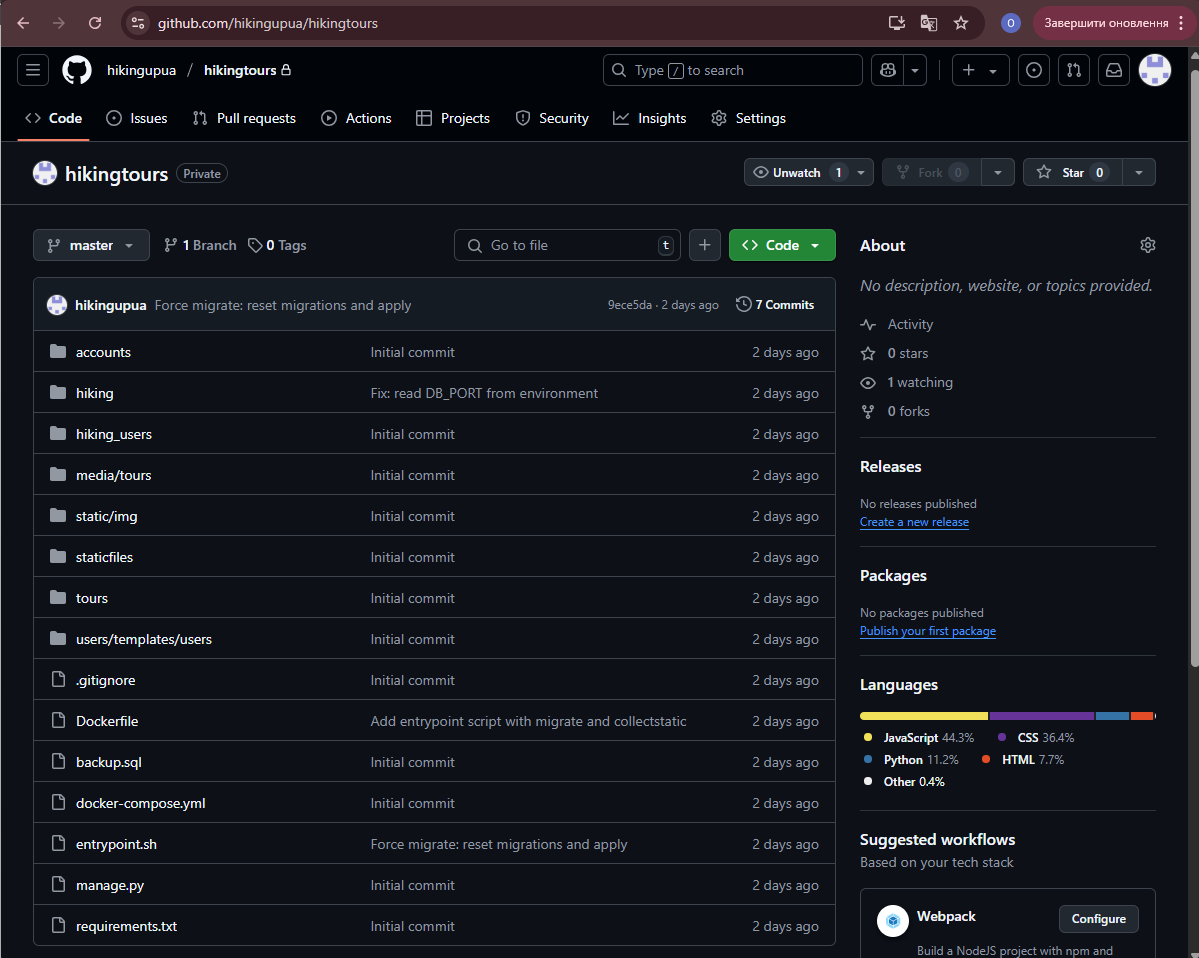 github.com/hikingupua/hikingtours
O
Завершити оновлення
hikingupua / hikingtours
Type / to search
Code Issues Pull requests Actions Projects Security Insights Settings
hikingtours Private
Unwatch 1 Fork 0 Star 0
master 1 Branch 0 Tags
Go to file t
Code
hikingupua Force migrate: reset migrations and apply 9ece5da · 2 days ago 7 Commits
accounts Initial commit 2 days ago
hiking Fix: read DB_PORT from environment 2 days ago
hiking_users Initial commit 2 days ago
media/tours Initial commit 2 days ago
static/img Initial commit 2 days ago
staticfiles Initial commit 2 days ago
tours Initial commit 2 days ago
users/templates/users Initial commit 2 days ago
.gitignore Initial commit 2 days ago
Dockerfile Add entrypoint script with migrate and collectstatic 2 days ago
backup.sql Initial commit 2 days ago
docker-compose.yml Initial commit 2 days ago
entrypoint.sh Force migrate: reset migrations and apply 2 days ago
manage.py Initial commit 2 days ago
requirements.txt Initial commit 2 days ago
About
No description, website, or topics provided.
Activity
0 stars
1 watching
0 forks
Releases
No releases published
Create a new release
Packages
No packages published
Publish your first package
Languages
JavaScript 44.3% CSS 36.4%
Python 11.2% HTML 7.7%
Other 0.4%
Suggested workflows
Based on your tech stack
Webpack Configure
Build a NodeJS project with npm and